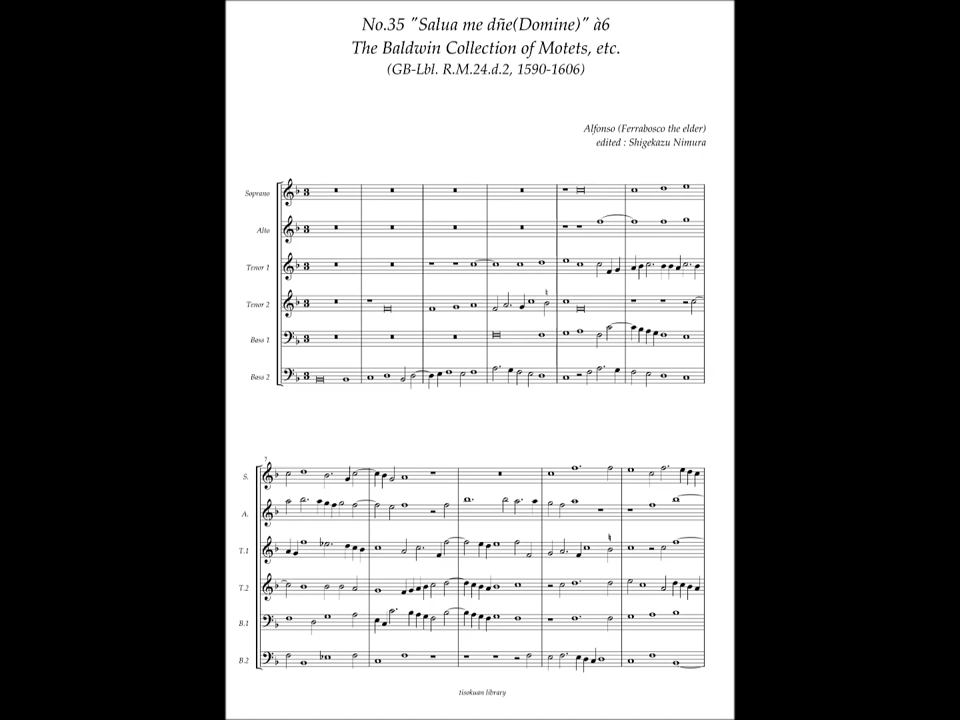 No.35 "Salua me dñe(Domine)" à6
The Baldwin Collection of Motets, etc.
(GB-Lbl. R.M.24.d.2, 1590-1606)
Alfonso (Ferrabosco the elder)
edited : Shigekazu Nimura
Soprano
Alto
Tenor 1
Tenor 2
Bass 1
Bass 2
7
S.
A.
T.1
T.2
B.1
B.2
tisokuan library